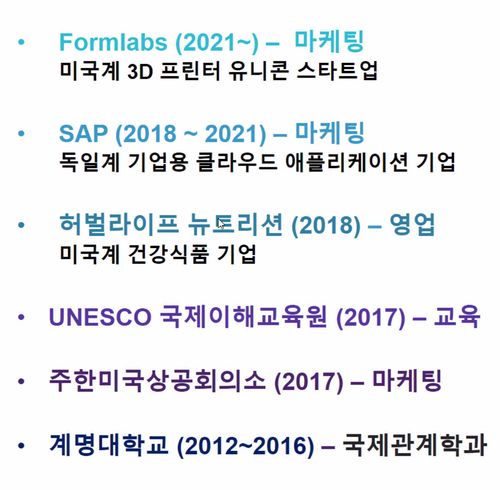 • Formlabs (2021~) – 마케팅
미국계 3D 프린터 유니콘 스타트업
• SAP (2018 ~ 2021) – 마케팅
독일계 기업용 클라우드 애플리케이션 기업
• 허벌라이프 뉴트리션 (2018) – 영업
미국계 건강식품 기업
• UNESCO 국제이해교육원 (2017) – 교육
• 주한미국상공회의소 (2017) – 마케팅
• 계명대학교 (2012~2016) – 국제관계학과